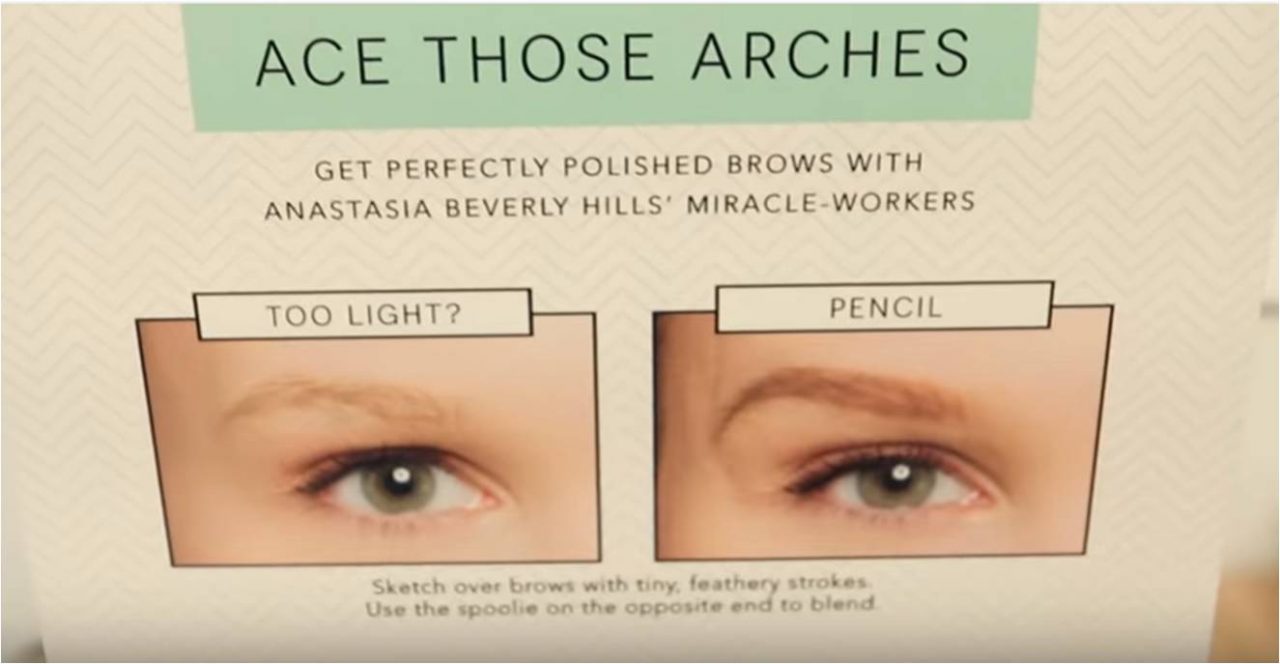 ACE THOSE ARCHES
GET PERFECTLY POLISHED BROWS WITH
ANASTASIA BEVERLY HILLS' MIRACLE-WORKERS
TOO LIGHT?
PENCIL
Sketch over brows with tiny, feathery strokes.
Use the spoolie on the opposite end to blend.